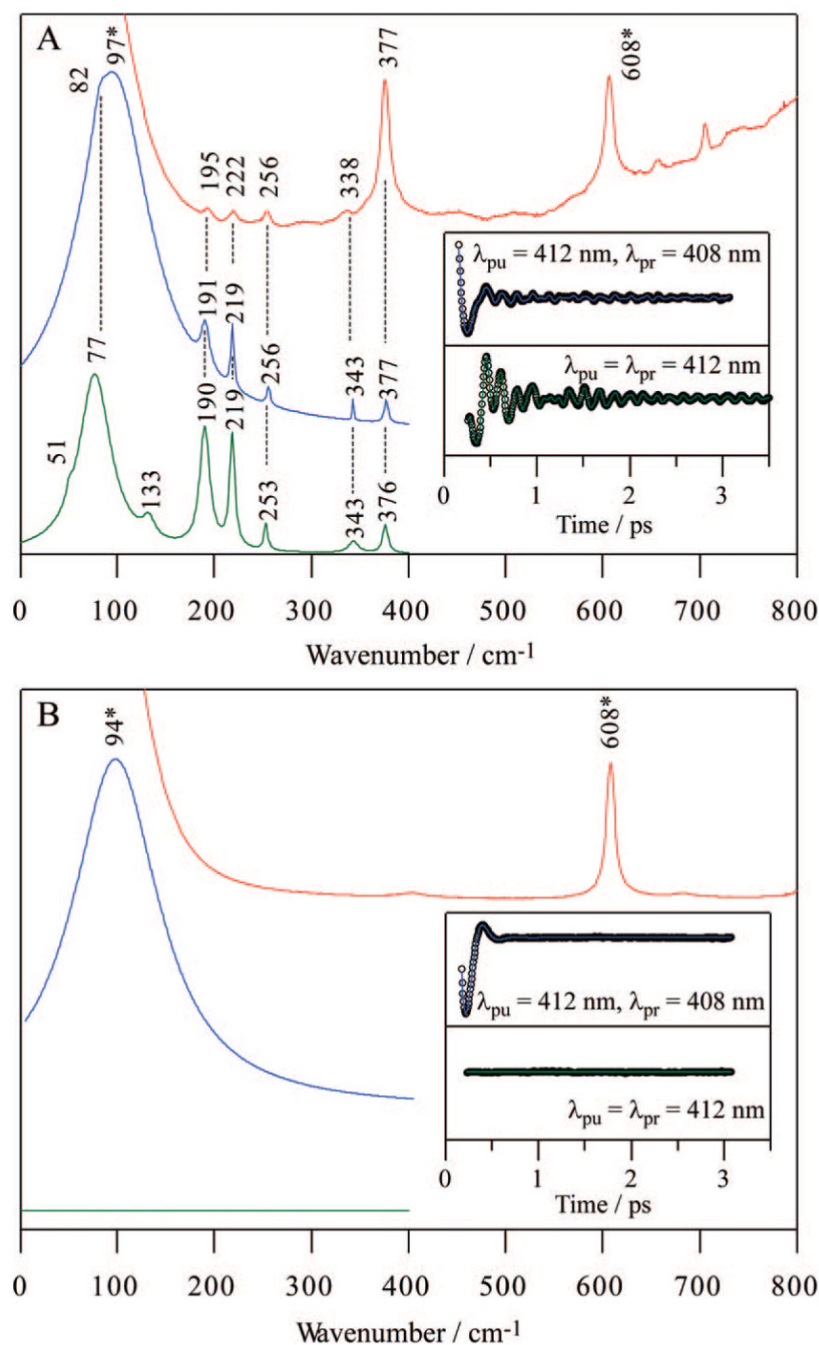 A
82
97*
377
608*
195
222
256
338
λpu = 412 nm, λpr = 408 nm
191
219
256
343
377
77
λpu = λpr = 412 nm
51
133
190
219
253
343
376
0 1 2 3
Time / ps
0 100 200 300 400 500 600 700 800
Wavenumber / cm-1
B
94*
608*
λpu = 412 nm, λpr = 408 nm
λpu = λpr = 412 nm
0 1 2 3
Time / ps
0 100 200 300 400 500 600 700 800
Wavenumber / cm-1